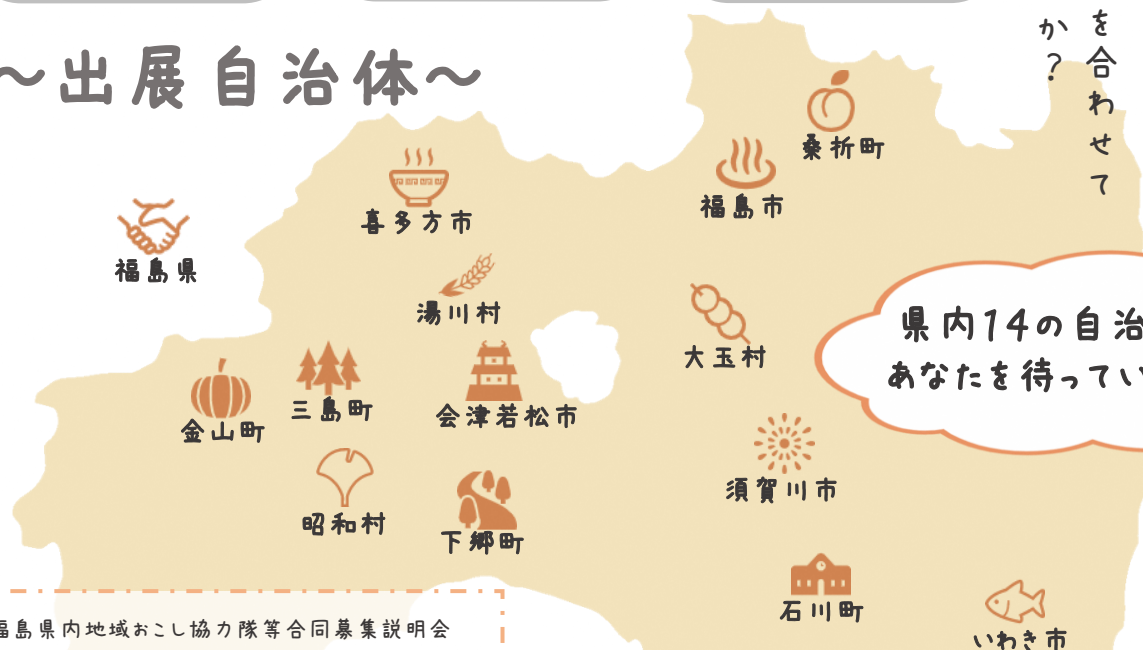 を合わせて
か？
～出展自治体～
桑折町
福島市
喜多方市
福島県
湯川村
県内14の自治
あなたを待ってい
大玉村
三島町
会津若松市
金山町
須賀川市
昭和村
下郷町
石川町
福島県内地域おこし協力隊等合同募集説明会
いわき市